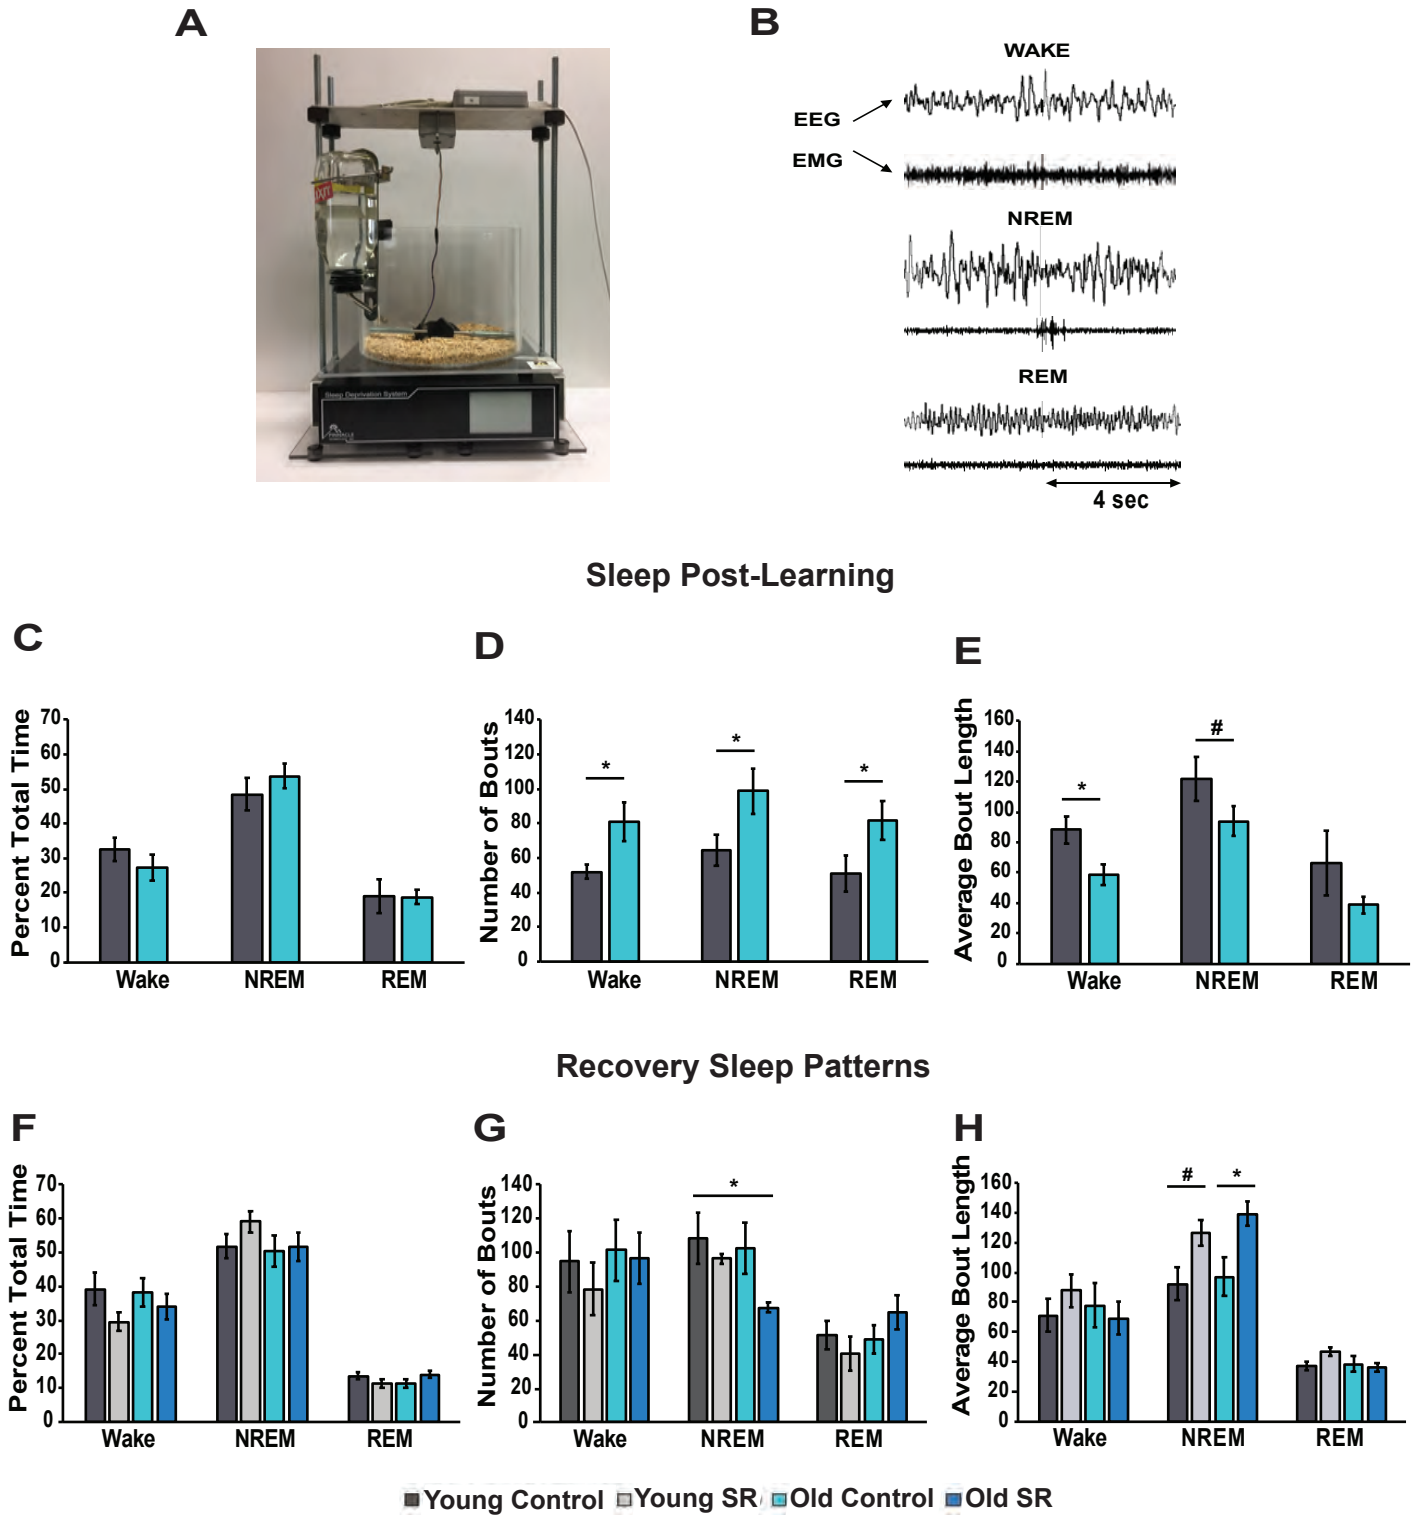 A
B
EXIT
Sleep Deprivation System
PINNACLE
WAKE
EEG
EMG
NREM
REM
4 sec
Sleep Post-Learning
C
D
E
Percent Total Time
70
60
50
40
30
20
10
0
Wake NREM REM
Number of Bouts
140
120
100
80
60
40
20
0
* * *
Wake NREM REM
Average Bout Length
160
140
120
100
80
60
40
20
0
* #
Wake NREM REM
Recovery Sleep Patterns
F
G
H
Percent Total Time
70
60
50
40
30
20
10
0
Wake NREM REM
Number of Bouts
140
120
100
80
60
40
20
0
*
Wake NREM REM
Average Bout Length
160
140
120
100
80
60
40
20
0
# *
Wake NREM REM
Young Control Young SR Old Control Old SR